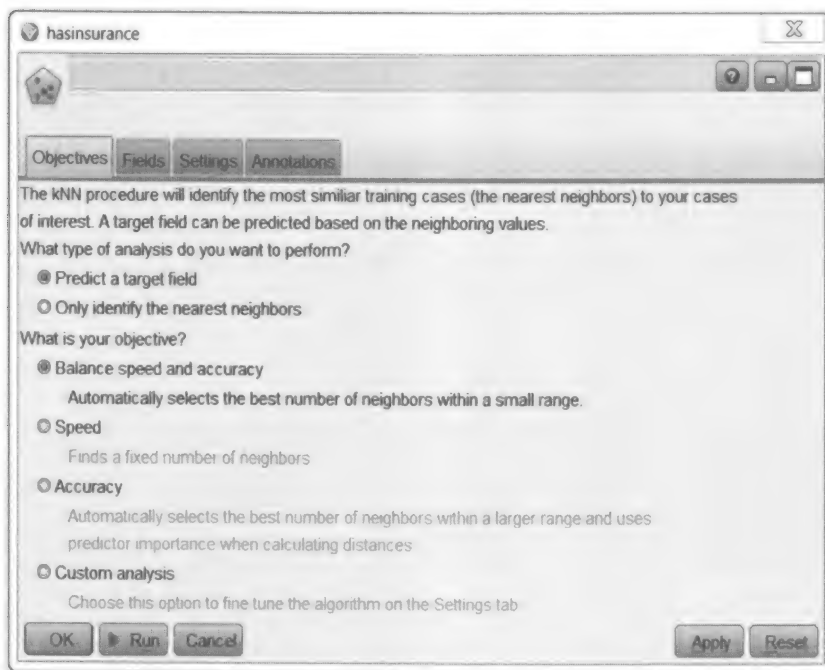 hasinsurance
Objectives Fields Settings Annotations
The kNN procedure will identify the most similiar training cases (the nearest neighbors) to your cases
of interest. A target field can be predicted based on the neighboring values.
What type of analysis do you want to perform?
Predict a target field
Only identify the nearest neighbors
What is your objective?
Balance speed and accuracy
Automatically selects the best number of neighbors within a small range.
Speed
Finds a fixed number of neighbors
Accuracy
Automatically selects the best number of neighbors within a larger range and uses
predictor importance when calculating distances
Custom analysis
Choose this option to fine tune the algorithm on the Settings tab
OK Run Cancel Apply Reset